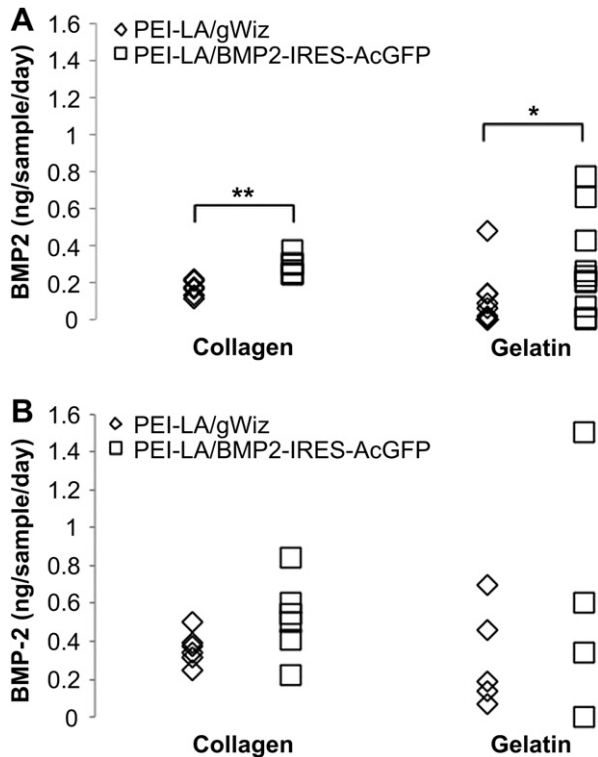 A
PEI-LA/gWiz
PEI-LA/BMP2-IRES-AcGFP
BMP2 (ng/sample/day)
1.6
1.4
1.2
1
0.8
0.6
0.4
0.2
0
**
*
Collagen
Gelatin
B
PEI-LA/gWiz
PEI-LA/BMP2-IRES-AcGFP
BMP-2 (ng/sample/day)
1.6
1.4
1.2
1
0.8
0.6
0.4
0.2
0
Collagen
Gelatin